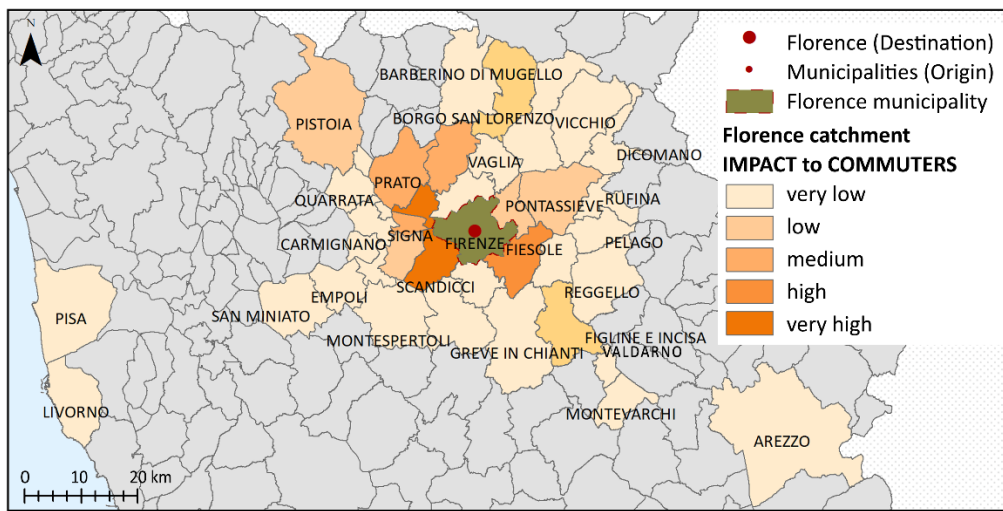 N
BARBERINO DI MUGELLO
PISTOIA
BORGO SAN LORENZO
VICCHIO
VAGLIA
DICOMANO
PRATO
QUARRATA
PONTASSIEVE
RUFINA
CARMIGNANO
SIGNA
FIRENZE
FIESOLE
PELAGO
SCANDICCI
EMPOLI
REGGELLO
PISA
SAN MINIATO
MONTESPERTOLI
FIGLINE E INCISA
VALDARNO
GREVE IN CHIANTI
LIVORNO
MONTEVARCHI
AREZZO
0 10 20 km
Florence (Destination)
Municipalities (Origin)
Florence municipality
Florence catchment
IMPACT to COMMUTERS
very low
low
medium
high
very high